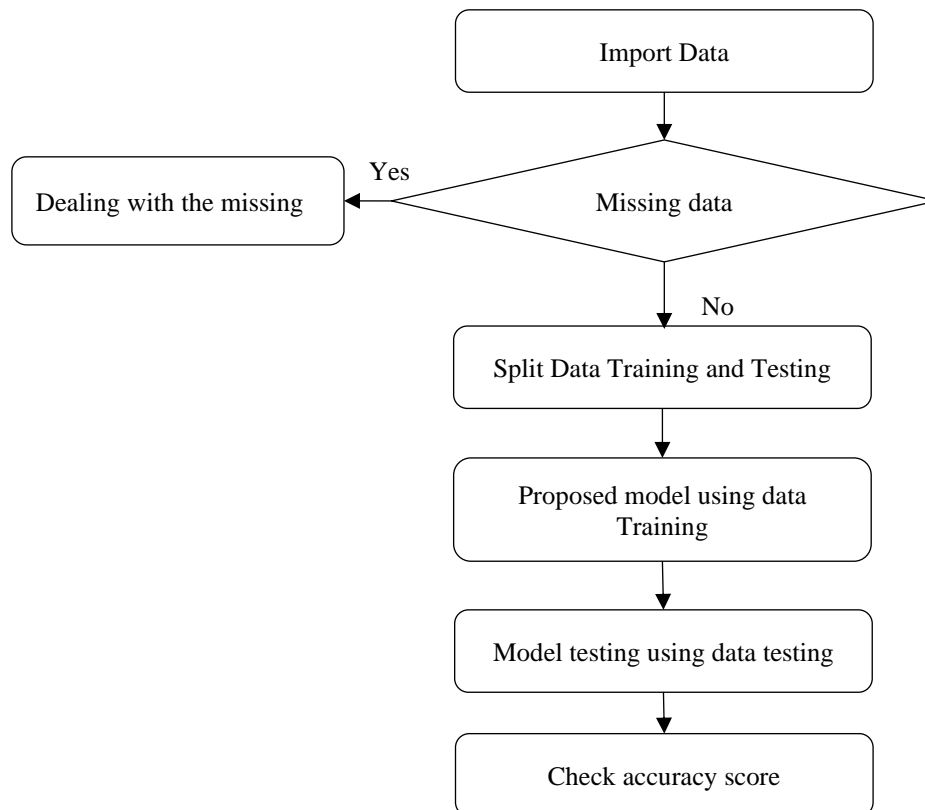 Import Data
Yes
Dealing with the missing
Missing data
No
Split Data Training and Testing
Proposed model using data
Training
Model testing using data testing
Check accuracy score